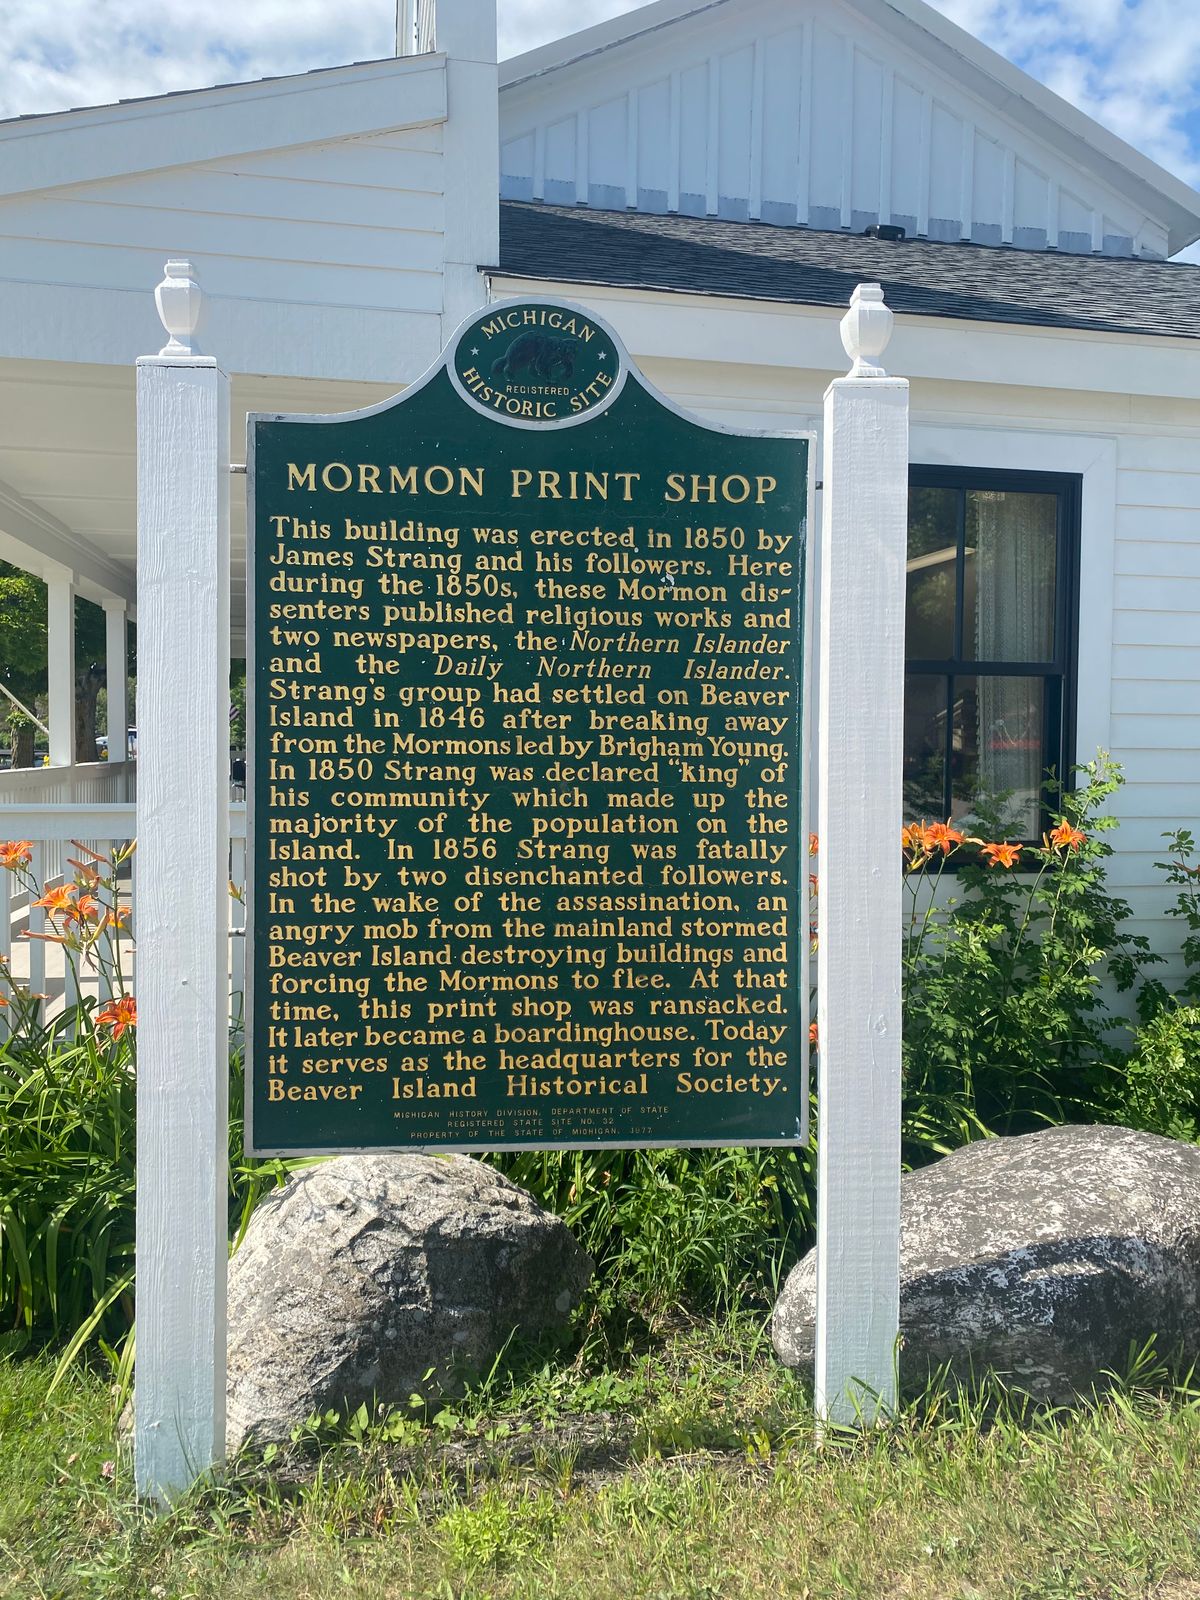 MICHIGAN
REGISTERED
HISTORIC SITE
MORMON PRINT SHOP
This building was erected in 1850 by
James Strang and his followers. Here
during the 1850s, these Mormon dis-
senters published religious works and
two newspapers, the Northern Islander
and the Daily Northern Islander.
Strang's group had settled on Beaver
Island in 1846 after breaking away
from the Mormons led by Brigham Young.
In 1850 Strang was declared "king" of
his community which made up the
majority of the population on the
Island. In 1856 Strang was fatally
shot by two disenchanted followers.
In the wake of the assassination, an
angry mob from the mainland stormed
Beaver Island destroying buildings and
forcing the Mormons to flee. At that
time, this print shop was ransacked.
It later became a boardinghouse. Today
it serves as the headquarters for the
Beaver Island Historical Society.
MICHIGAN HISTORY DIVISION, DEPARTMENT OF STATE
REGISTERED STATE SITE NO. 32
PROPERTY OF THE STATE OF MICHIGAN, 1977